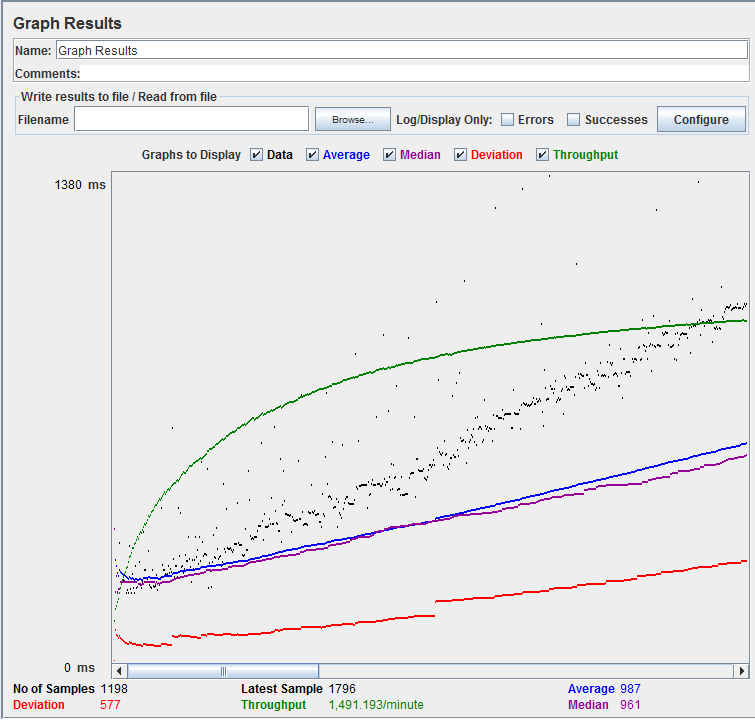 Graph Results
Name: Graph Results
Comments:
Write results to file / Read from file
Filename Browse... Log/Display Only: Errors Successes Configure
Graphs to Display Data Average Median Deviation Throughput
1380 ms
0 ms
No of Samples 1198 Latest Sample 1796 Average 987
Deviation 577 Throughput 1,491.193/minute Median 961